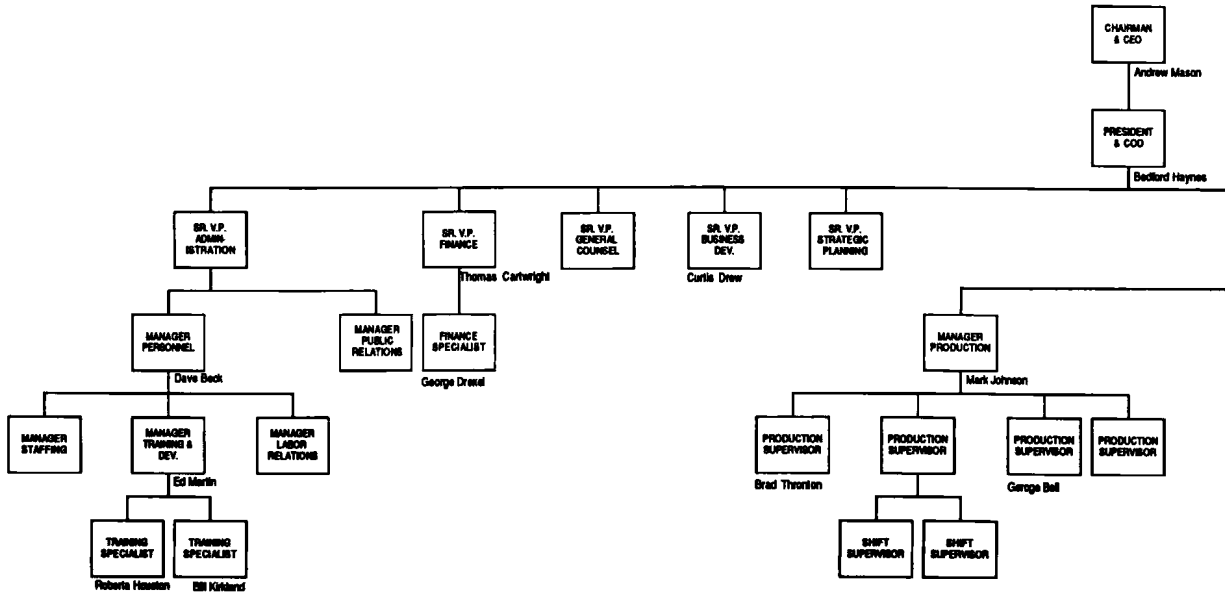 CHAIRMAN
& CEO
Andrew Mason
PRESIDENT
& COO
Bedford Haynes
SR. V.P.
ADMIN-
ISTRATION
SR. V.P.
FINANCE
Thomas Cartwright
SR. V.P.
GENERAL
COUNSEL
SR. V.P.
BUSINESS
DEV.
Curtis Drew
SR. V.P.
STRATEGIC
PLANNING
MANAGER
PERSONNEL
Dave Beck
MANAGER
PUBLIC
RELATIONS
FINANCE
SPECIALIST
George Drexel
MANAGER
PRODUCTION
Mark Johnson
MANAGER
STAFFING
MANAGER
TRAINING &
DEV.
Ed Martin
MANAGER
LABOR
RELATIONS
PRODUCTION
SUPERVISOR
Brad Thronton
PRODUCTION
SUPERVISOR
PRODUCTION
SUPERVISOR
Geroge Bell
PRODUCTION
SUPERVISOR
TRAINING
SPECIALIST
Roberta Houston
TRAINING
SPECIALIST
Bill Kirkland
SHIFT
SUPERVISOR
SHIFT
SUPERVISOR